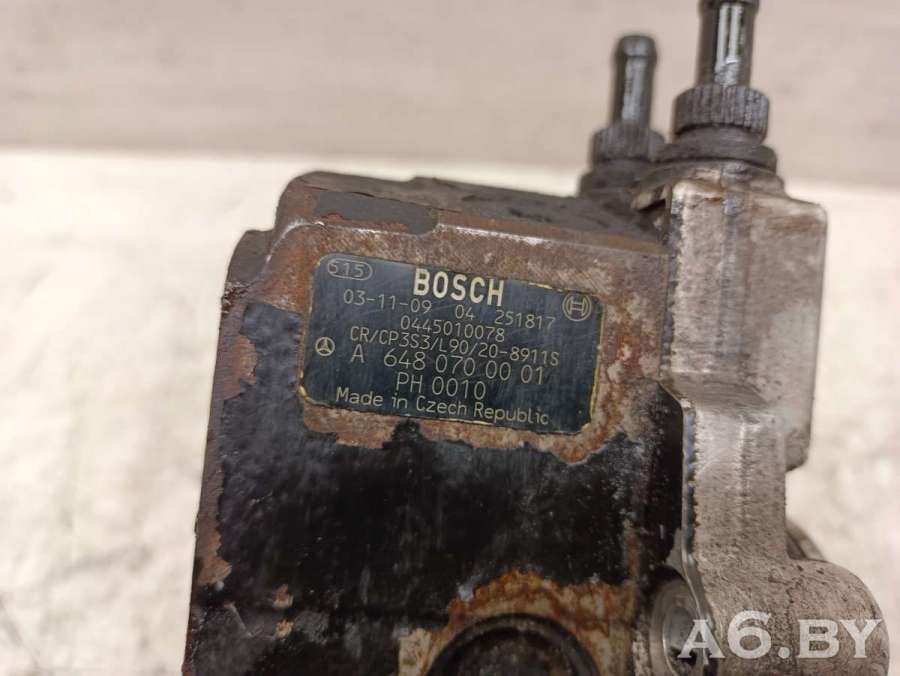 515 BOSCH
03-11-09 04 251817
0445010078
CR/CP3S3/L90/20-8911S
A 648 070 00 01
PH 0010
Made in Czech Republic
A6.BY